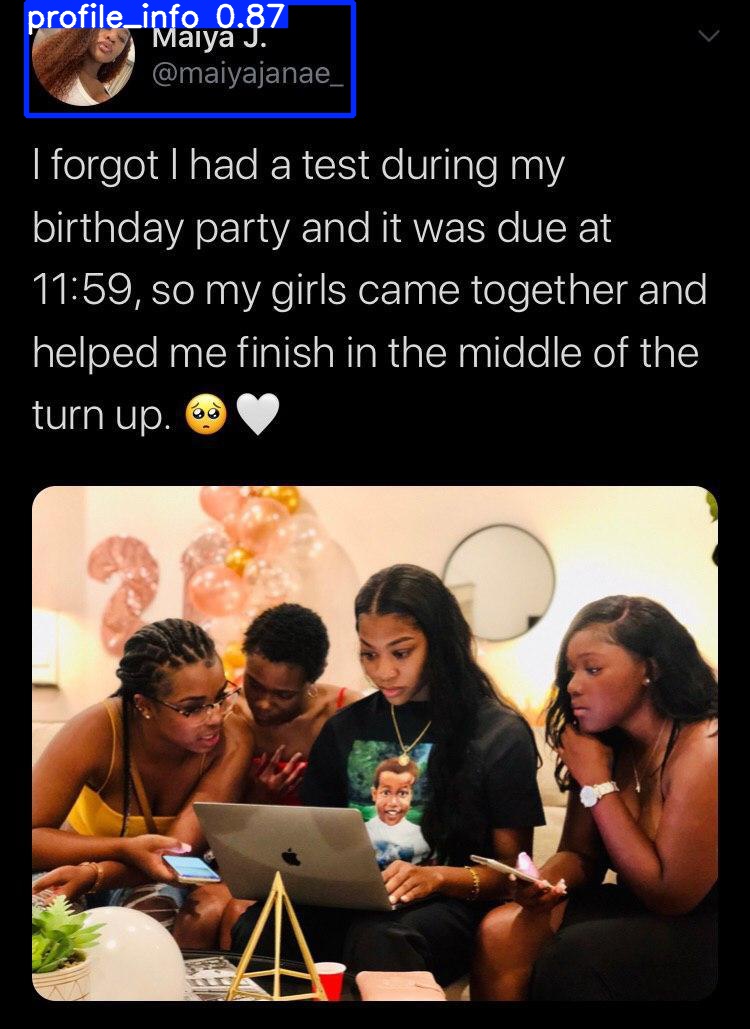 profile_info 0.87
Maiya J.
@maiyajanae_
I forgot I had a test during my
birthday party and it was due at
11:59, so my girls came together and
helped me finish in the middle of the
turn up. 🥺🤍
2